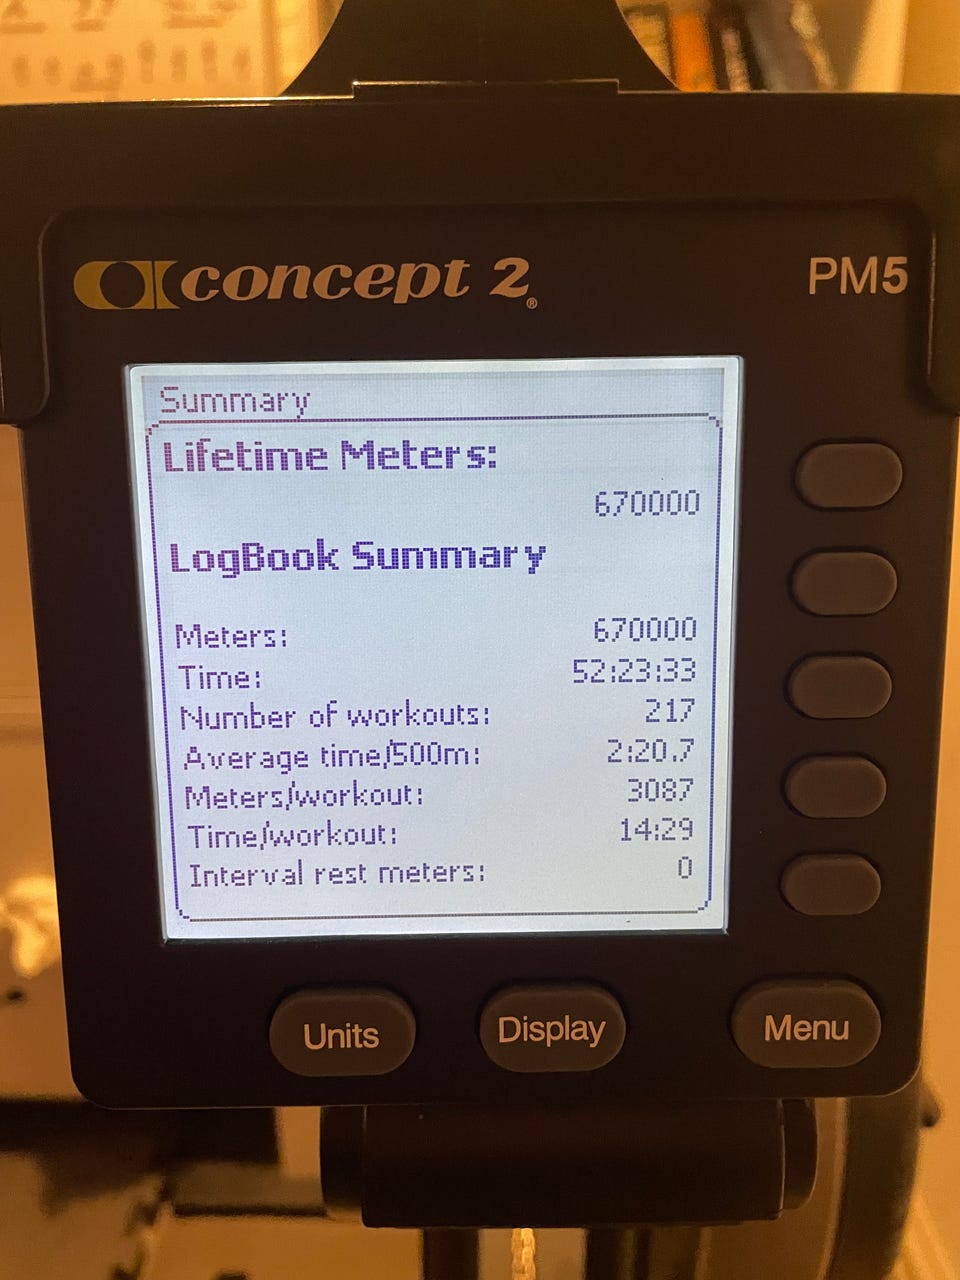 concept 2®
PM5
Summary
Lifetime Meters:
670000
LogBook Summary
Meters: 670000
Time: 52:23:33
Number of workouts: 217
Average time/500m: 2:20.7
Meters/workout: 3087
Time/workout: 14:29
Interval rest meters: 0
Units
Display
Menu